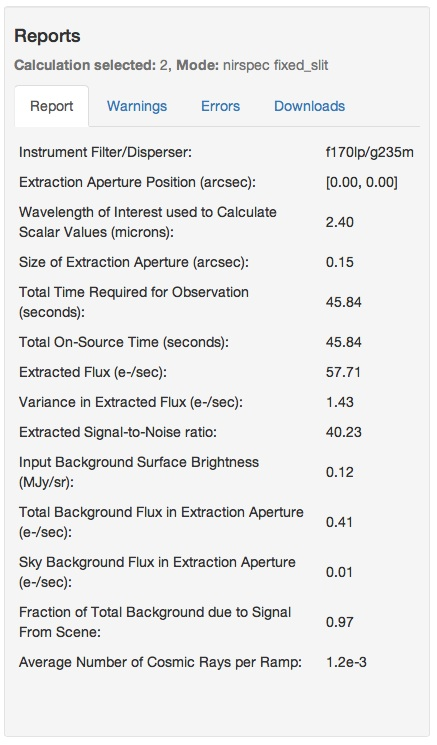 Reports
Calculation selected: 2, Mode: nirspec fixed_slit
Report Warnings Errors Downloads
Instrument Filter/Disperser: f170lp/g235m
Extraction Aperture Position (arcsec): [0.00, 0.00]
Wavelength of Interest used to Calculate
Scalar Values (microns): 2.40
Size of Extraction Aperture (arcsec): 0.15
Total Time Required for Observation
(seconds): 45.84
Total On-Source Time (seconds): 45.84
Extracted Flux (e-/sec): 57.71
Variance in Extracted Flux (e-/sec): 1.43
Extracted Signal-to-Noise ratio: 40.23
Input Background Surface Brightness
(MJy/sr): 0.12
Total Background Flux in Extraction Aperture
(e-/sec): 0.41
Sky Background Flux in Extraction Aperture
(e-/sec): 0.01
Fraction of Total Background due to Signal
From Scene: 0.97
Average Number of Cosmic Rays per Ramp: 1.2e-3